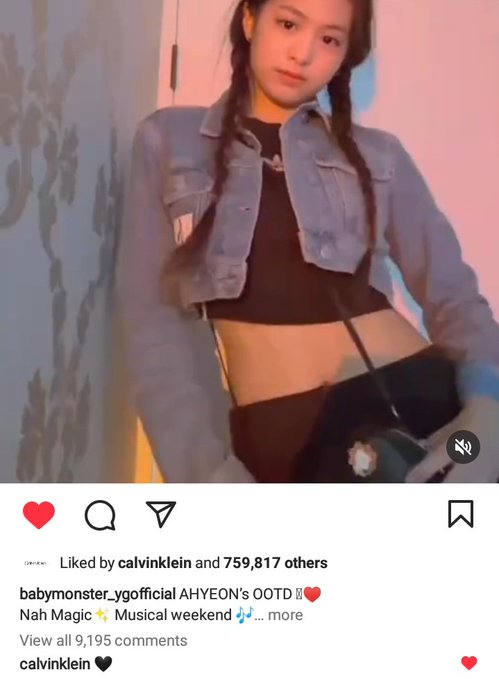 Liked by calvinklein and 759,817 others
babymonster_ygofficial AHYEON's OOTD ▯♥️
Nah Magic✨ Musical weekend 🎶... more
View all 9,195 comments
calvinklein 🖤